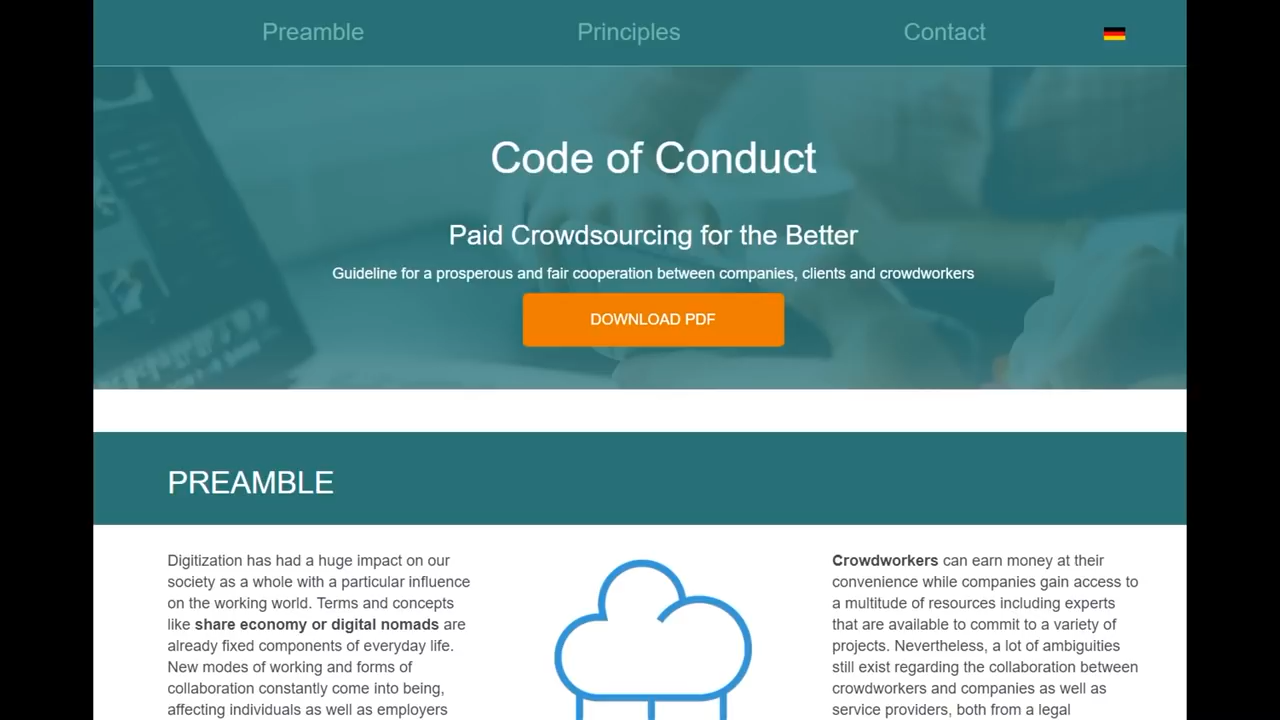 Preamble
Principles
Contact
Code of Conduct
Paid Crowdsourcing for the Better
Guideline for a prosperous and fair cooperation between companies, clients and crowdworkers
DOWNLOAD PDF
PREAMBLE
Digitization has had a huge impact on our
society as a whole with a particular influence
on the working world. Terms and concepts
like share economy or digital nomads are
already fixed components of everyday life.
New modes of working and forms of
collaboration constantly come into being,
affecting individuals as well as employers
Crowdworkers can earn money at their
convenience while companies gain access to
a multitude of resources including experts
that are available to commit to a variety of
projects. Nevertheless, a lot of ambiguities
still exist regarding the collaboration between
crowdworkers and companies as well as
service providers, both from a legal